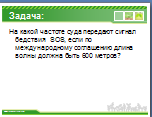 Задача:
На какой частоте суда передают сигнал
бедствия SOS, если по
международному соглашению длина
волны должна быть 600 метров?